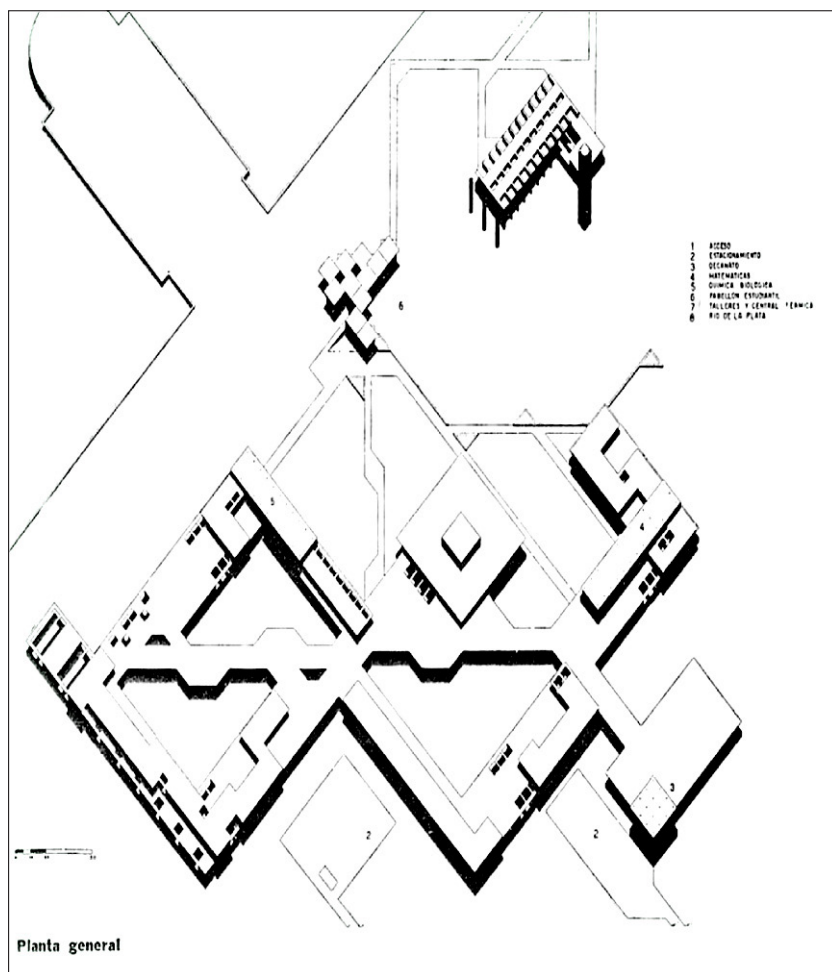 1 ACCESO
2 ESTACIONAMIENTO
3 DECANATO
4 MATEMATICAS
5 QUIMICA BIOLOGICA
6 PABELLON ESTUDIANTIL
7 TALLERES Y CENTRAL TERMICA
8 RIO DE LA PLATA
6
5
4
3
2
2
Planta general